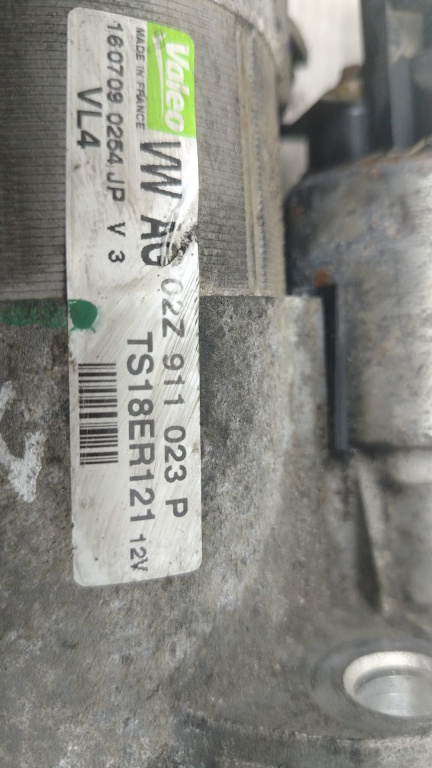 Valeo
MADE IN FRANCE
VW AG 02Z 911 023 P
TS18ER121 12V
160709 0254 JP V 3
VL4